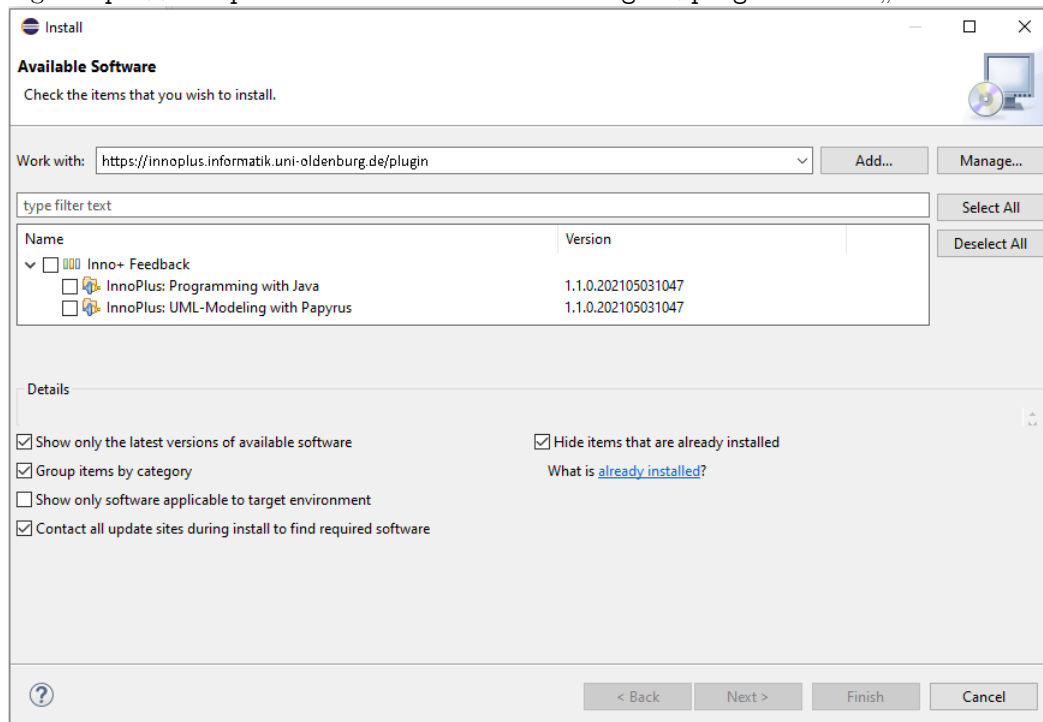 Install
Available Software
Check the items that you wish to install.
Work with: https://innoplus.informatik.uni-oldenburg.de/plugin Add... Manage...
type filter text Select All
Name Version Deselect All
Inno+ Feedback
InnoPlus: Programming with Java 1.1.0.202105031047
InnoPlus: UML-Modeling with Papyrus 1.1.0.202105031047
Details
Show only the latest versions of available software Hide items that are already installed
Group items by category What is already installed?
Show only software applicable to target environment
Contact all update sites during install to find required software
? < Back Next > Finish Cancel